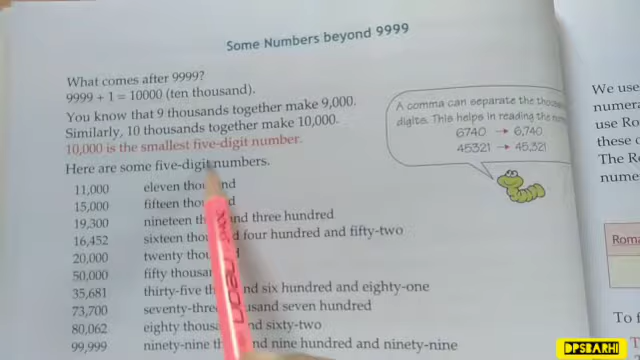 Some Numbers beyond 9999
What comes after 9999?
9999 + 1 = 10000 (ten thousand).
You know that 9 thousands together make 9,000.
Similarly, 10 thousands together make 10,000.
10,000 is the smallest five-digit number.
Here are some five-digit numbers.
11,000 eleven
15,000 fifteen
19,300 nineteen and three hundred
16,452 sixteen four hundred and fifty-two
20,000 twenty
50,000 fifty
35,681 thirty-five six hundred and eighty-one
73,700 seventy-three seven hundred
80,062 eighty sixty-two
99,999 ninety-nine nine hundred and ninety-nine
A comma can separate the
digits. This helps in reading the
6740 → 6,740
45321 → 45,321
We use
use Ro
these
The R
nume
Roma
To f
DPSBARHI